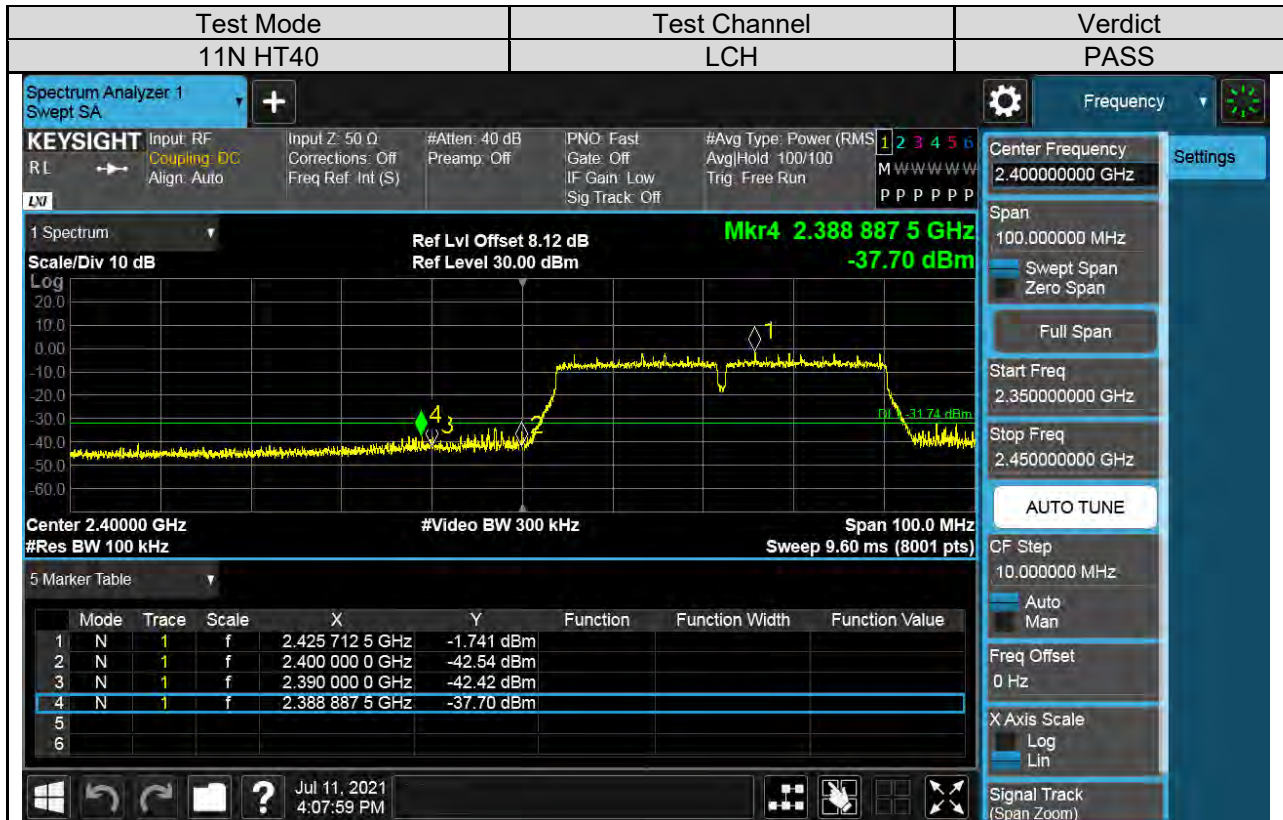 Test Mode Test Channel Verdict
11N HT40 LCH PASS
Spectrum Analyzer 1
Swept SA
+
Frequency
KEYSIGHT Input: RF Input Z: 50 Ω #Atten: 40 dB PNO: Fast #Avg Type: Power (RMS 1 2 3 4 5 6
RL Coupling: DC Corrections: Off Preamp: Off Gate: Off Avg|Hold: 100/100 M W W W W W
Align: Auto Freq Ref: Int (S) IF Gain: Low Trig: Free Run
LXI Sig Track: Off P P P P P P
1 Spectrum
Ref Lvl Offset 8.12 dB Mkr4 2.388 887 5 GHz
Scale/Div 10 dB Ref Level 30.00 dBm -37.70 dBm
Log
20.0
10.0
0.00
-10.0
-20.0
-30.0
-40.0
-50.0
-60.0
1
4
3
2
DL1 -31.74 dBm
Center 2.40000 GHz #Video BW 300 kHz Span 100.0 MHz
#Res BW 100 kHz Sweep 9.60 ms (8001 pts)
5 Marker Table
Mode Trace Scale X Y Function Function Width Function Value
1 N 1 f 2.425 712 5 GHz -1.741 dBm
2 N 1 f 2.400 000 0 GHz -42.54 dBm
3 N 1 f 2.390 000 0 GHz -42.42 dBm
4 N 1 f 2.388 887 5 GHz -37.70 dBm
5
6
?
Jul 11, 2021
4:07:59 PM
Center Frequency
2.400000000 GHz
Settings
Span
100.000000 MHz
Swept Span
Zero Span
Full Span
Start Freq
2.350000000 GHz
Stop Freq
2.450000000 GHz
AUTO TUNE
CF Step
10.000000 MHz
Auto
Man
Freq Offset
0 Hz
X Axis Scale
Log
Lin
Signal Track
(Span Zoom)